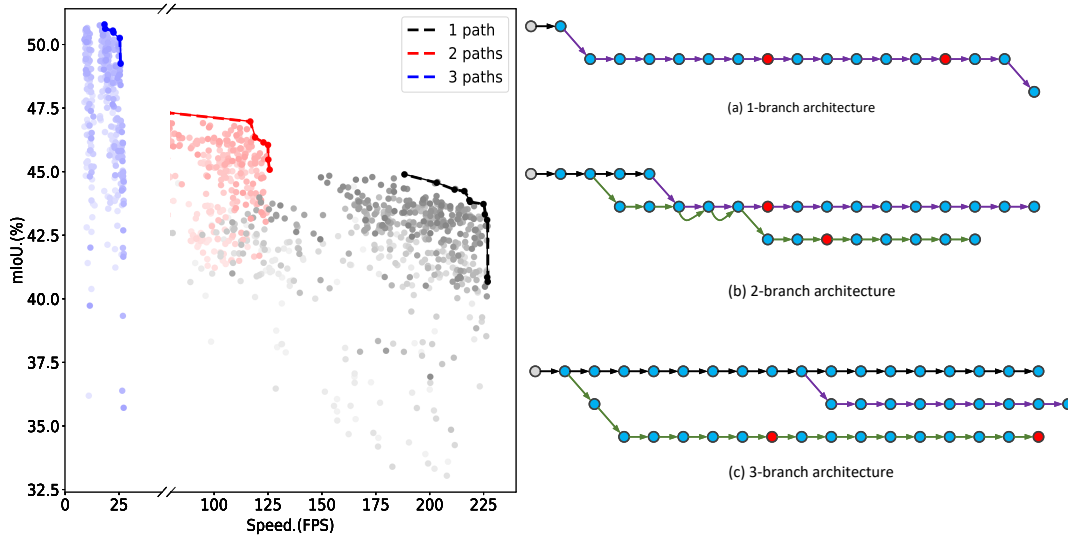 50.0
47.5
45.0
42.5
40.0
37.5
35.0
32.5
mIoU.(%)
0
25
100
125
150
175
200
225
Speed.(FPS)
1 path
2 paths
3 paths
(a) 1-branch architecture
(b) 2-branch architecture
(c) 3-branch architecture